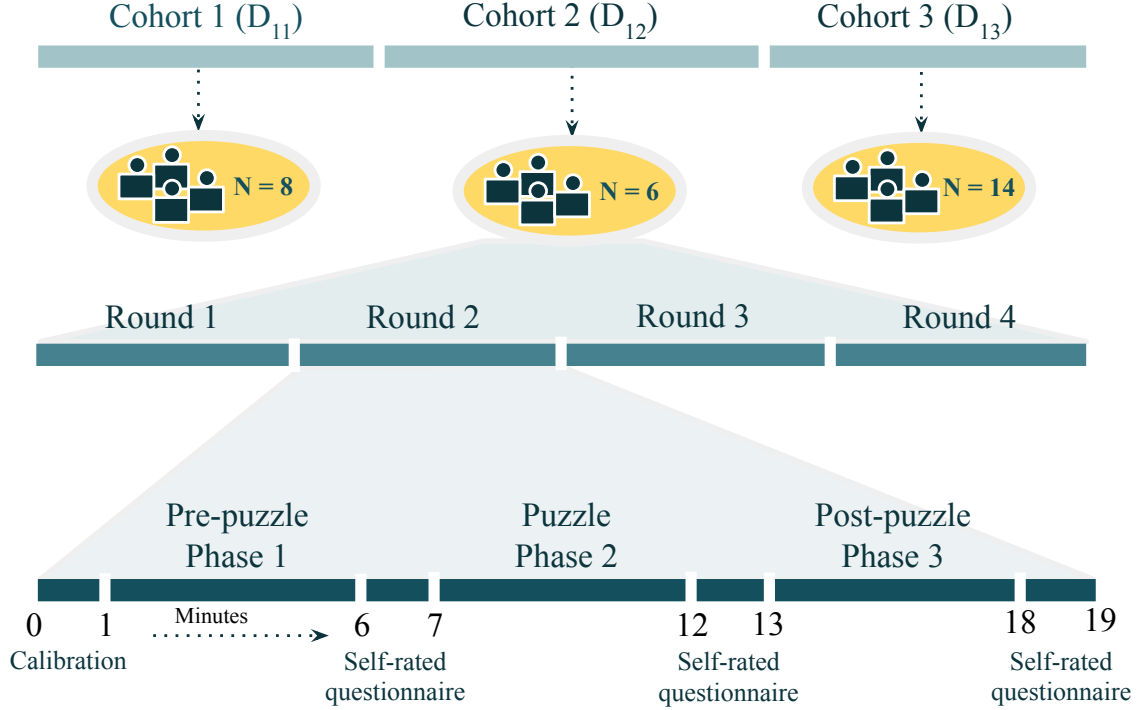 Cohort 1 (D₁₁)
Cohort 2 (D₁₂)
Cohort 3 (D₁₃)
N = 8
N = 6
N = 14
Round 1
Round 2
Round 3
Round 4
Pre-puzzle
Phase 1
Puzzle
Phase 2
Post-puzzle
Phase 3
0
1
Minutes
6
7
12
13
18
19
Calibration
Self-rated
questionnaire
Self-rated
questionnaire
Self-rated
questionnaire